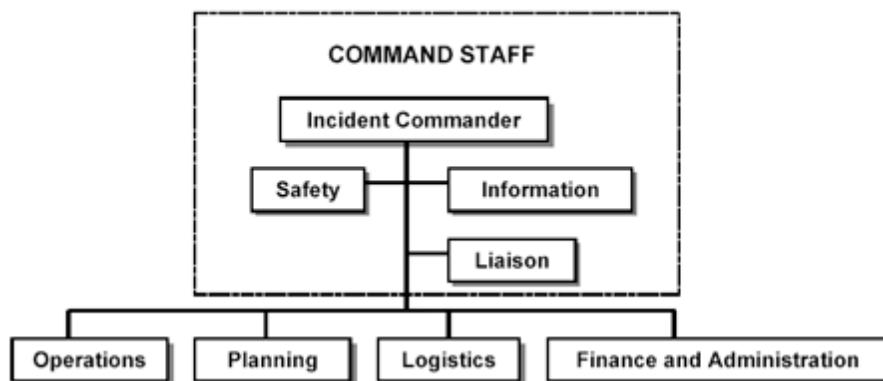 COMMAND STAFF
Incident Commander
Safety
Information
Liaison
Operations
Planning
Logistics
Finance and Administration